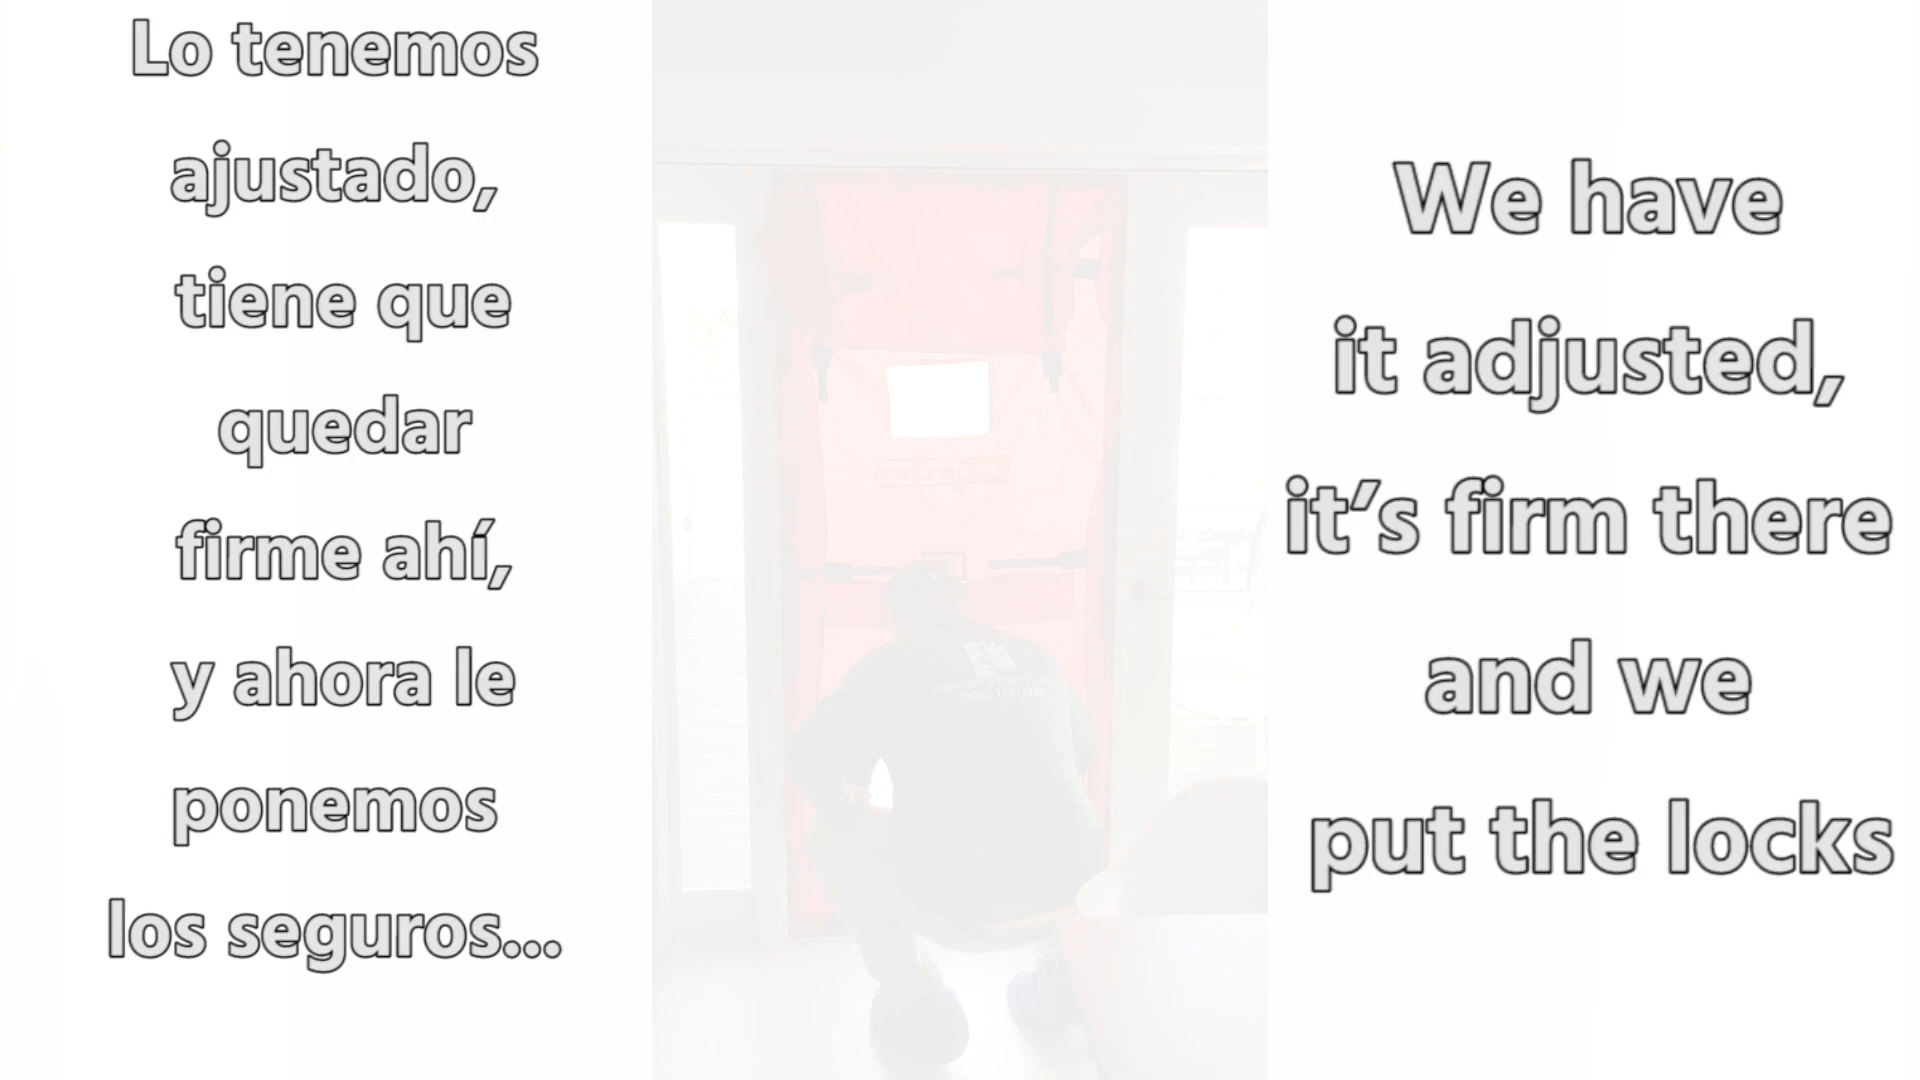 Lo tenemos
ajustado,
tiene que
quedar
firme ahí,
y ahora le
ponemos
los seguros...
We have
it adjusted,
it’s firm there
and we
put the locks